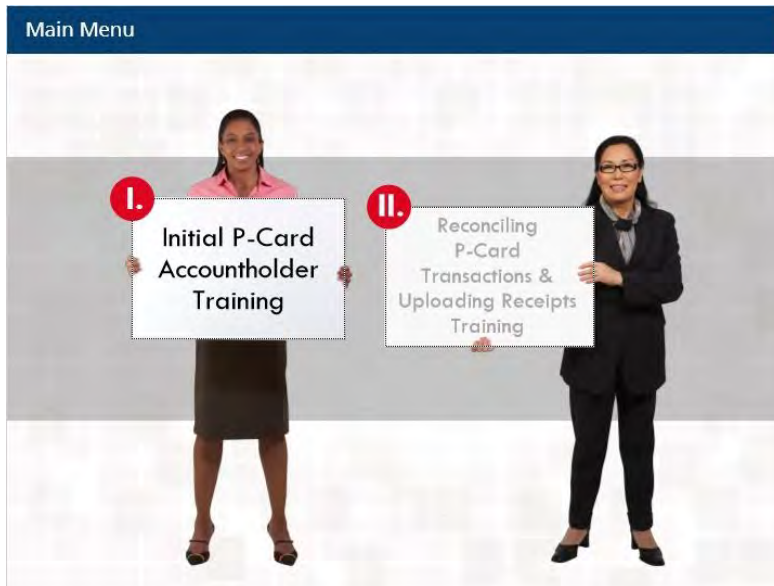 Main Menu
I.
Initial P-Card
Accountholder
Training
II.
Reconciling
P-Card
Transactions &
Uploading Receipts
Training